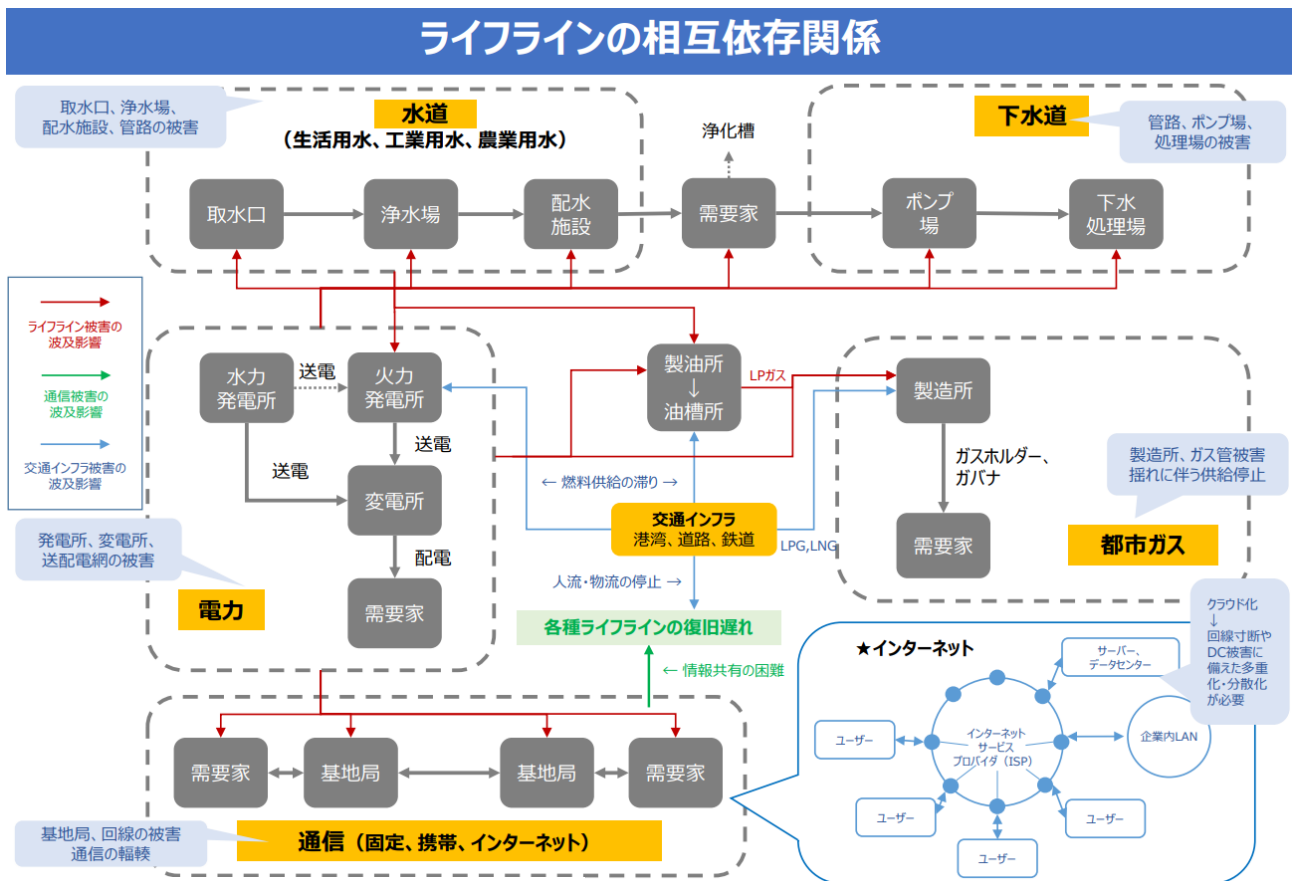 ライフラインの相互依存関係
取水口、浄水場、
配水施設、管路の被害
水道
（生活用水、工業用水、農業用水）
浄化槽
下水道
管路、ポンプ場、
処理場の被害
取水口
浄水場
配水
施設
需要家
ポンプ
場
下水
処理場
ライフライン被害の
波及影響
通信被害の
波及影響
交通インフラ被害の
波及影響
水力
発電所
送電
火力
発電所
送電
送電
変電所
配電
需要家
電力
発電所、変電所、
送配電網の被害
製油所
↓
油槽所
LPガス
製造所
ガスホルダー、
ガバナ
需要家
都市ガス
製造所、ガス管被害
揺れに伴う供給停止
← 燃料供給の滞り →
交通インフラ
港湾、道路、鉄道
LPG,LNG
人流・物流の停止 →
各種ライフラインの復旧遅れ
← 情報共有の困難
需要家
基地局
基地局
需要家
基地局、回線の被害
通信の輻輳
通信（固定、携帯、インターネット）
★インターネット
サーバー、
データセンター
クラウド化
↓
回線寸断や
DC被害に
備えた多重
化・分散化
が必要
ユーザー
インターネット
サービス
プロバイダ（ISP）
企業内LAN
ユーザー
ユーザー
ユーザー